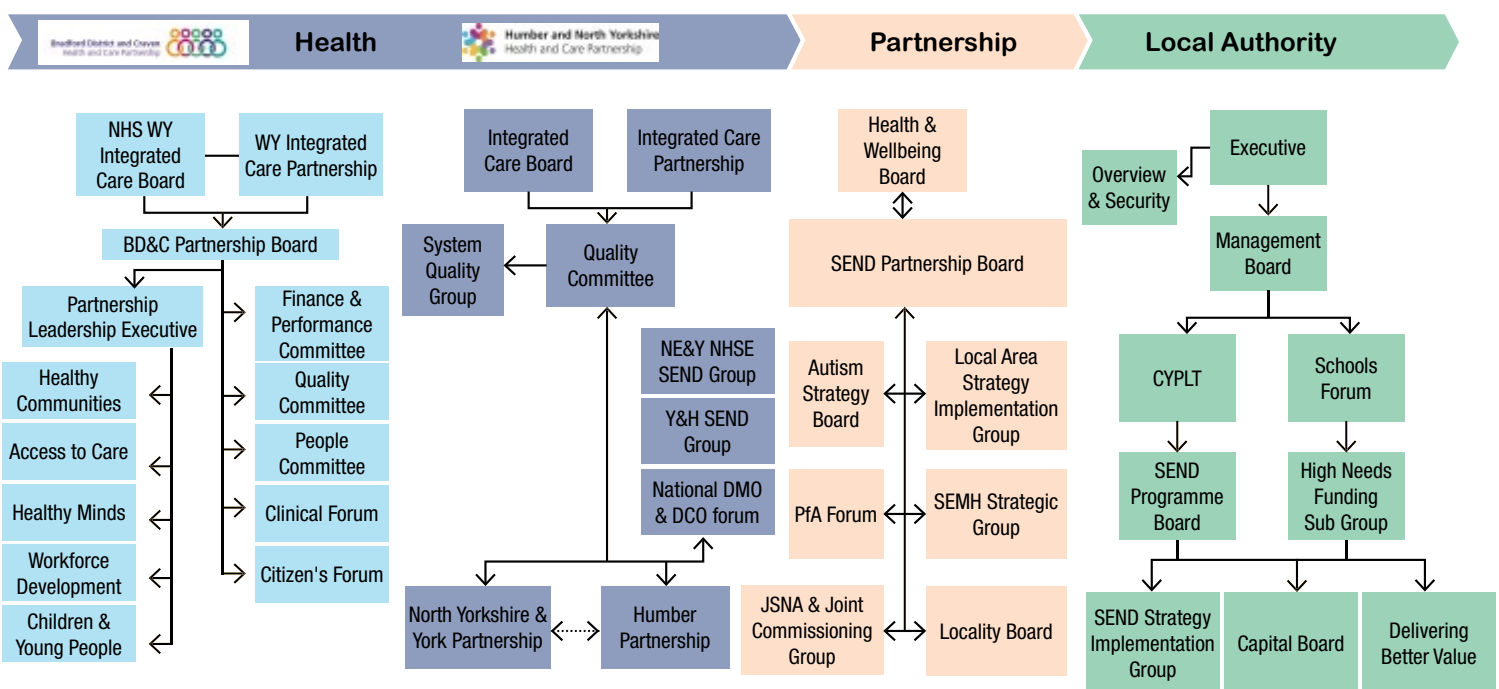 Bradford District and Craven
Health and Care Partnership
Health
Humber and North Yorkshire
Health and Care Partnership
Partnership
Local Authority
NHS WY
Integrated
Care Board
WY Integrated
Care Partnership
BD&C Partnership Board
Partnership
Leadership Executive
Healthy
Communities
Access to Care
Healthy Minds
Workforce
Development
Children &
Young People
Finance &
Performance
Committee
Quality
Committee
People
Committee
Clinical Forum
Citizen's Forum
Integrated
Care Board
Integrated Care
Partnership
System
Quality
Group
Quality
Committee
NE&Y NHSE
SEND Group
Y&H SEND
Group
National DMO
& DCO forum
North Yorkshire &
York Partnership
Humber
Partnership
Health &
Wellbeing
Board
SEND Partnership Board
Autism
Strategy
Board
Local Area
Strategy
Implementation
Group
PfA Forum
SEMH Strategic
Group
JSNA & Joint
Commissioning
Group
Locality Board
Executive
Overview
& Security
Management
Board
CYPLT
Schools
Forum
SEND
Programme
Board
High Needs
Funding
Sub Group
SEND Strategy
Implementation
Group
Capital Board
Delivering
Better Value